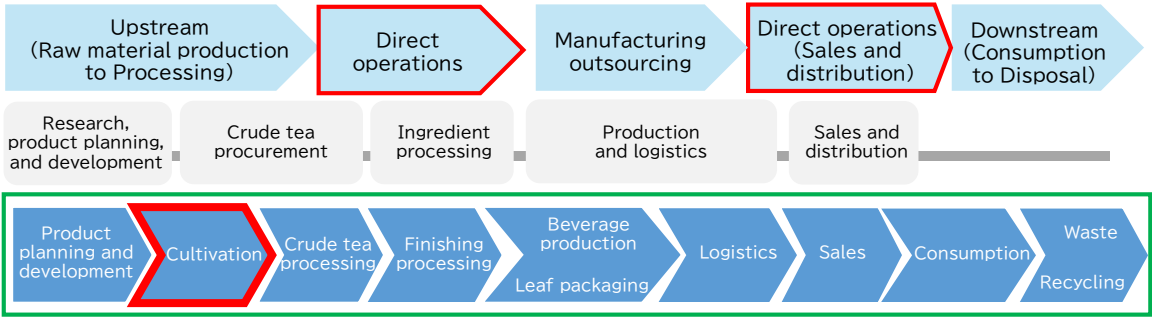 Upstream
(Raw material production
to Processing)
Direct
operations
Manufacturing
outsourcing
Direct operations
(Sales and
distribution)
Downstream
(Consumption
to Disposal)
Research,
product planning,
and development
Crude tea
procurement
Ingredient
processing
Production
and logistics
Sales and
distribution
Product
planning and
development
Cultivation
Crude tea
processing
Finishing
processing
Beverage
production
Leaf packaging
Logistics
Sales
Consumption
Waste
Recycling